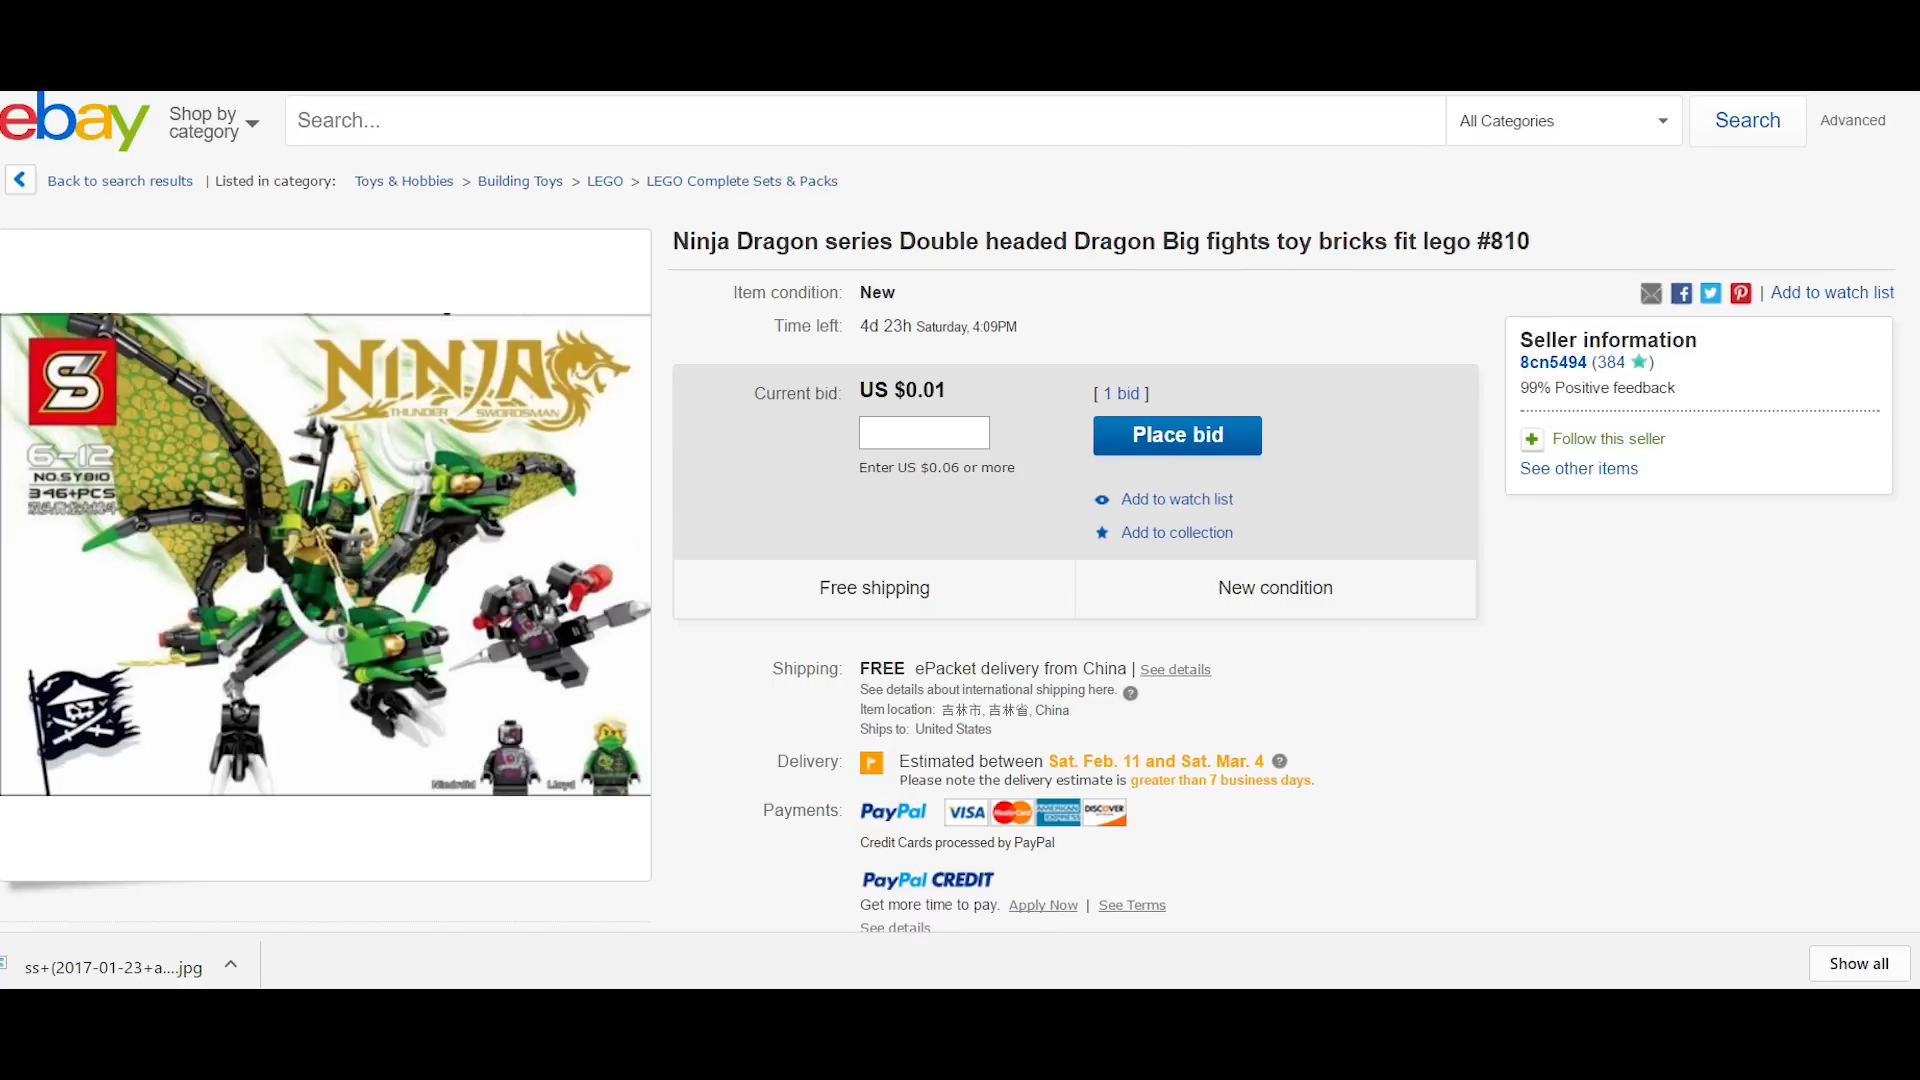 ebay
Shop by category
Search...
All Categories
Search
Advanced
Back to search results | Listed in category: Toys & Hobbies > Building Toys > LEGO > LEGO Complete Sets & Packs
Ninja Dragon series Double headed Dragon Big fights toy bricks fit lego #810
Item condition: New
| Add to watch list
Time left: 4d 23h Saturday, 4:09PM
Seller information
8cn5494 (384 )
99% Positive feedback
Follow this seller
See other items
Current bid: US $0.01
[ 1 bid ]
Place bid
Enter US $0.06 or more
Add to watch list
Add to collection
Free shipping
New condition
S
NINJA
THUNDER SWORDSMAN
6-12
NO.SY810
346+PCS
Nindroid
Lloyd
Shipping: FREE ePacket delivery from China | See details
See details about international shipping here. ?
Item location: 吉林市, 吉林省, China
Ships to: United States
Delivery: Estimated between Sat. Feb. 11 and Sat. Mar. 4 ?
Please note the delivery estimate is greater than 7 business days.
Payments: PayPal VISA MasterCard AMERICAN EXPRESS DISCOVER
Credit Cards processed by PayPal
PayPal CREDIT
Get more time to pay. Apply Now | See Terms
See details
ss+(2017-01-23+a....jpg
Show all